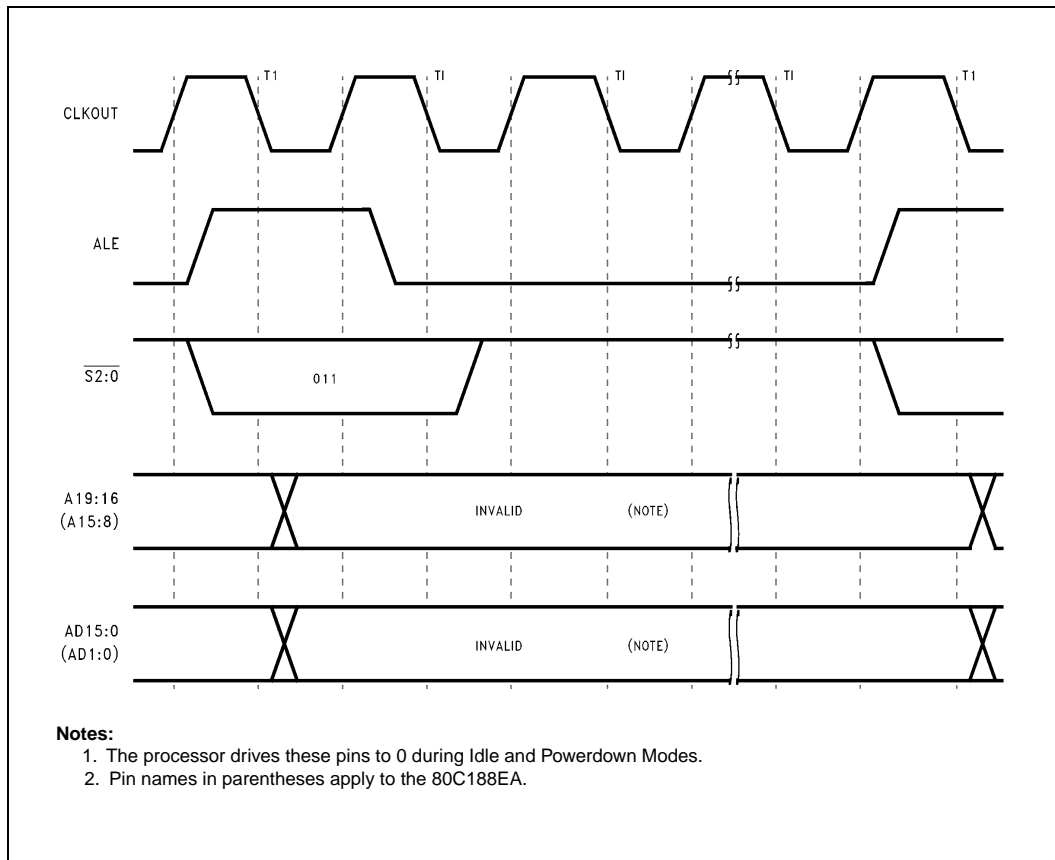 T1 TI TI TI T1
CLKOUT
ALE
S2:0
011
A19:16
(A15:8)
INVALID (NOTE)
AD15:0
(AD1:0)
INVALID (NOTE)
Notes:
1. The processor drives these pins to 0 during Idle and Powerdown Modes.
2. Pin names in parentheses apply to the 80C188EA.